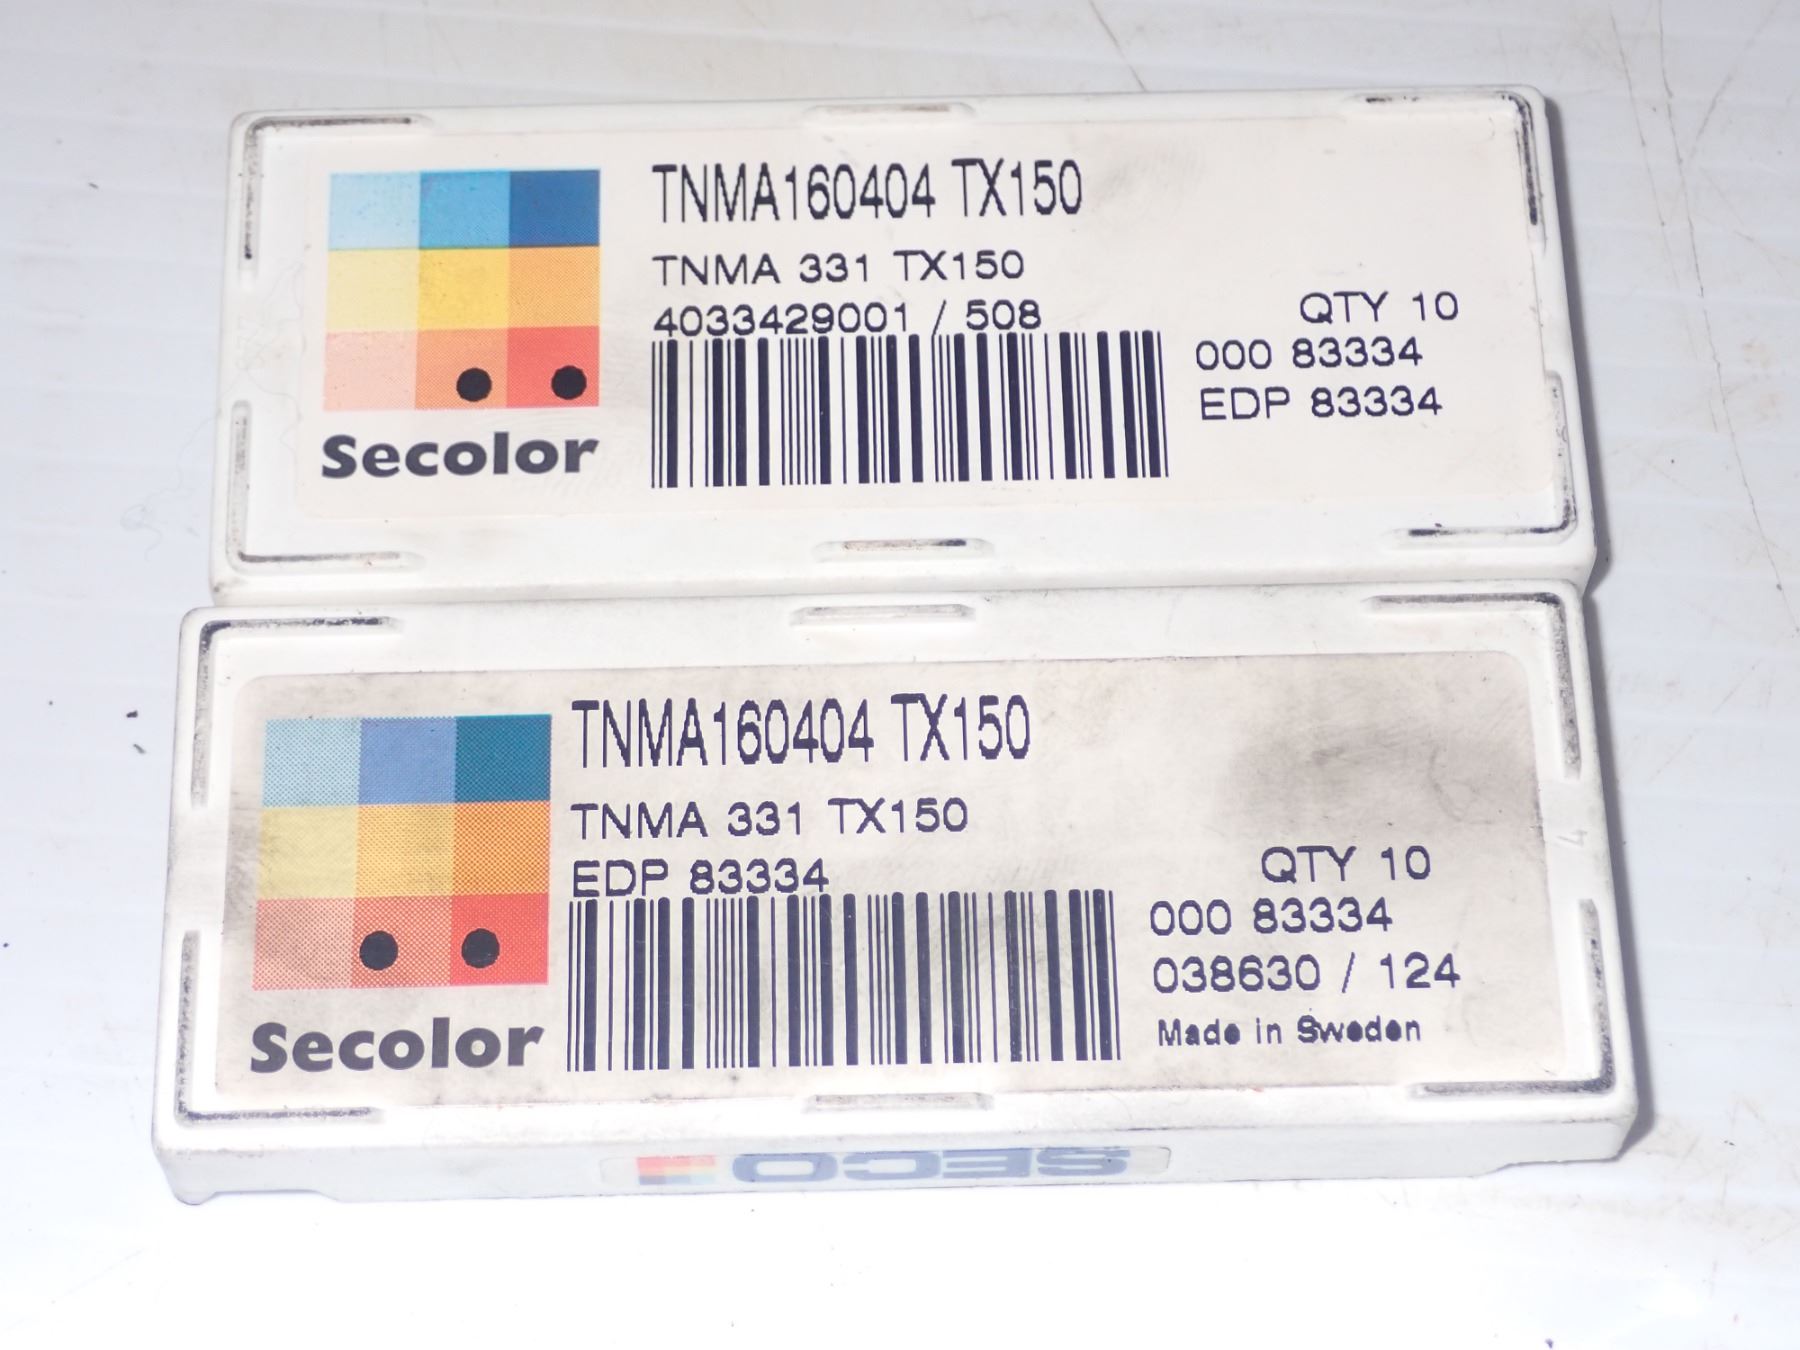 TNMA160404 TX150
TNMA 331 TX150
4033429001 / 508
QTY 10
000 83334
EDP 83334
Secolor
TNMA160404 TX150
TNMA 331 TX150
EDP 83334
QTY 10
000 83334
038630 / 124
Made in Sweden
Secolor
SECO